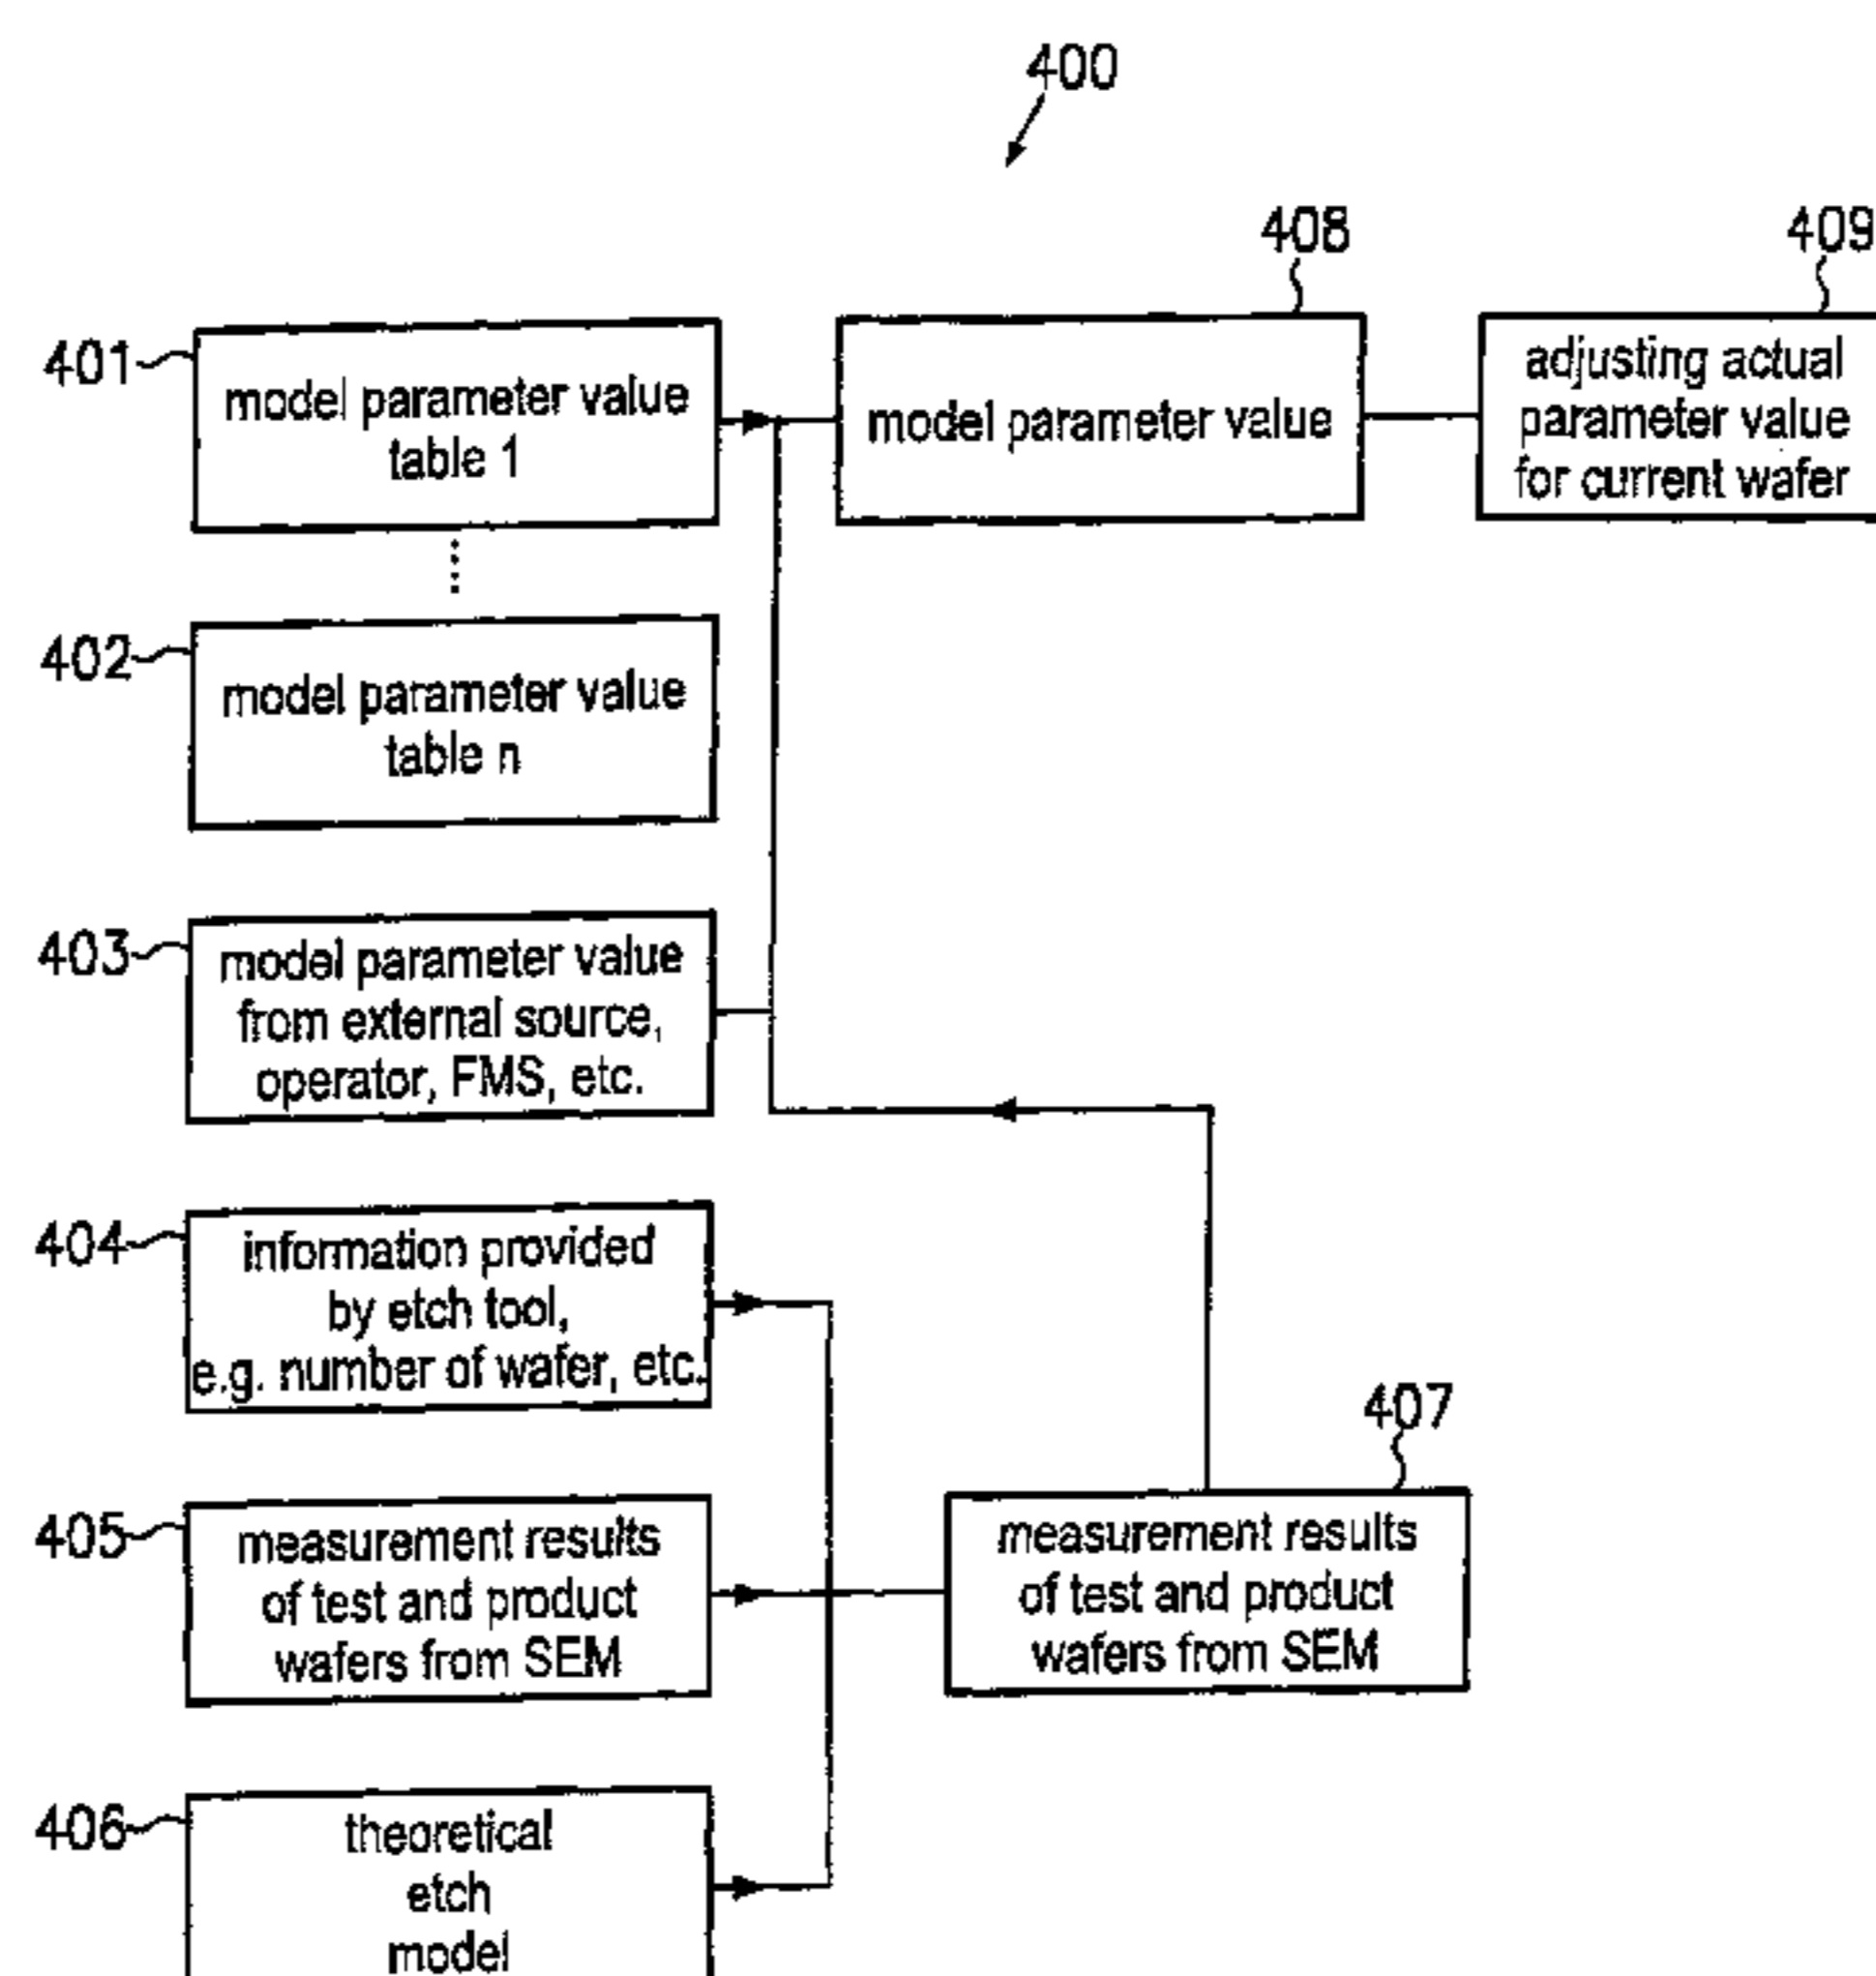 400
408
409
401
model parameter value
table 1
model parameter value
adjusting actual
parameter value
for current wafer
402
model parameter value
table n
403
model parameter value
from external source,
operator, FMS, etc.
404
information provided
by etch tool,
e.g. number of wafer, etc.
407
405
measurement results
of test and product
wafers from SEM
measurement results
of test and product
wafers from SEM
406
theoretical
etch
model